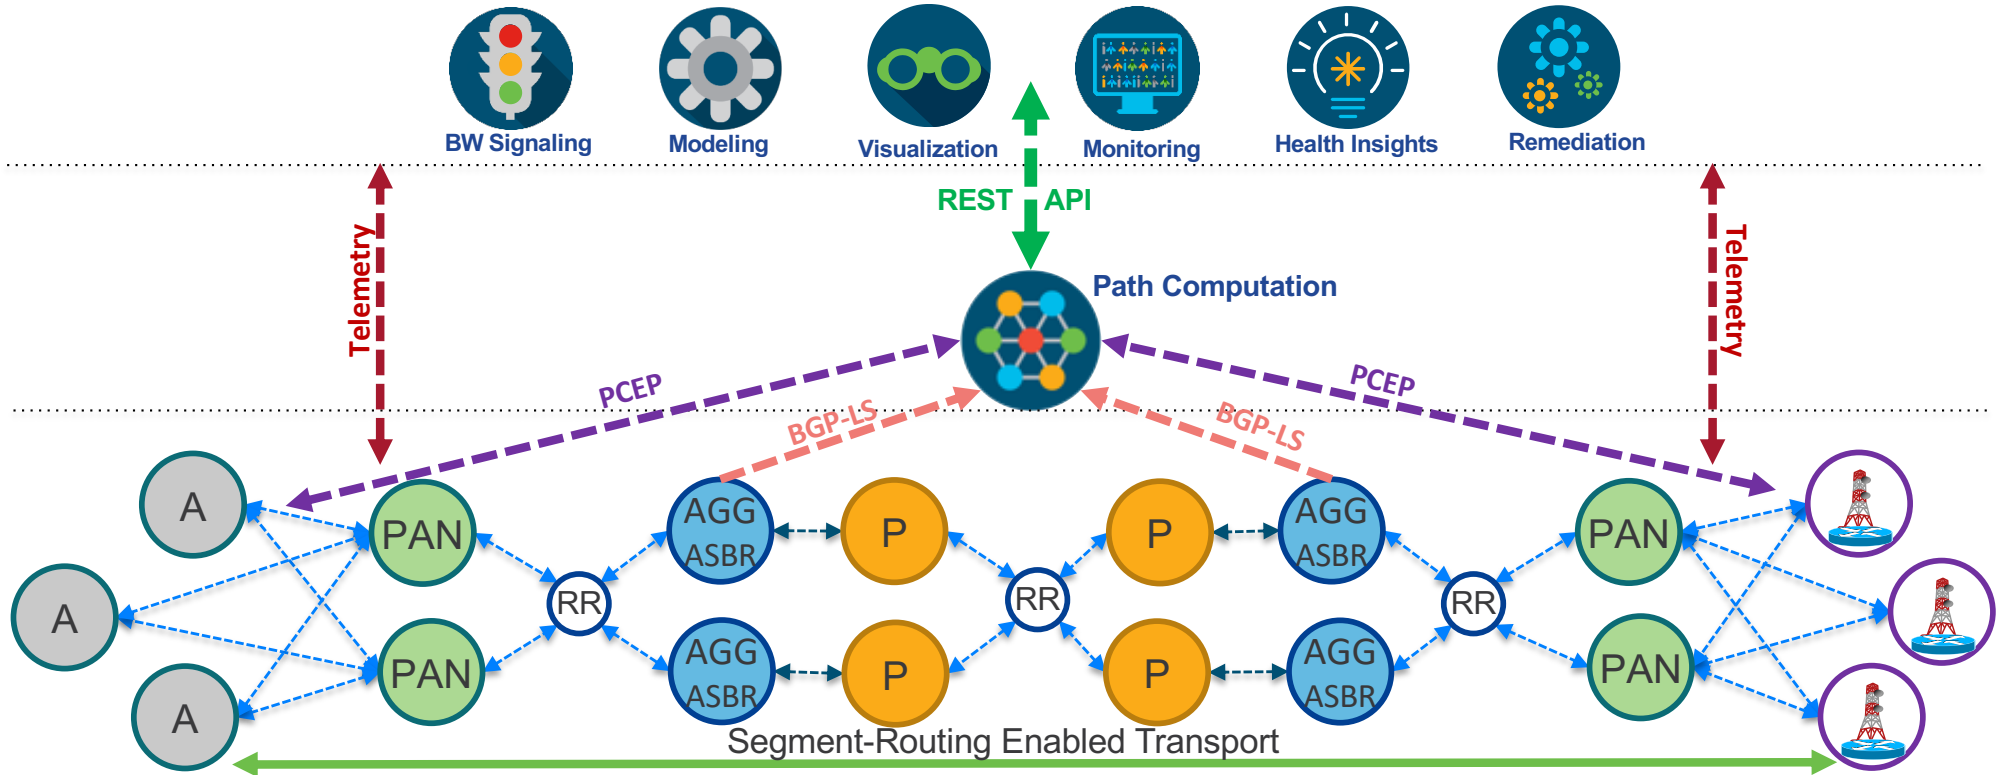 BW Signaling
Modeling
Visualization
Monitoring
Health Insights
Remediation
REST API
Telemetry
Telemetry
Path Computation
PCEP
PCEP
BGP-LS
BGP-LS
A
PAN
AGG
ASBR
P
P
AGG
ASBR
PAN
A
RR
RR
RR
PAN
AGG
ASBR
P
P
AGG
ASBR
PAN
A
Segment-Routing Enabled Transport